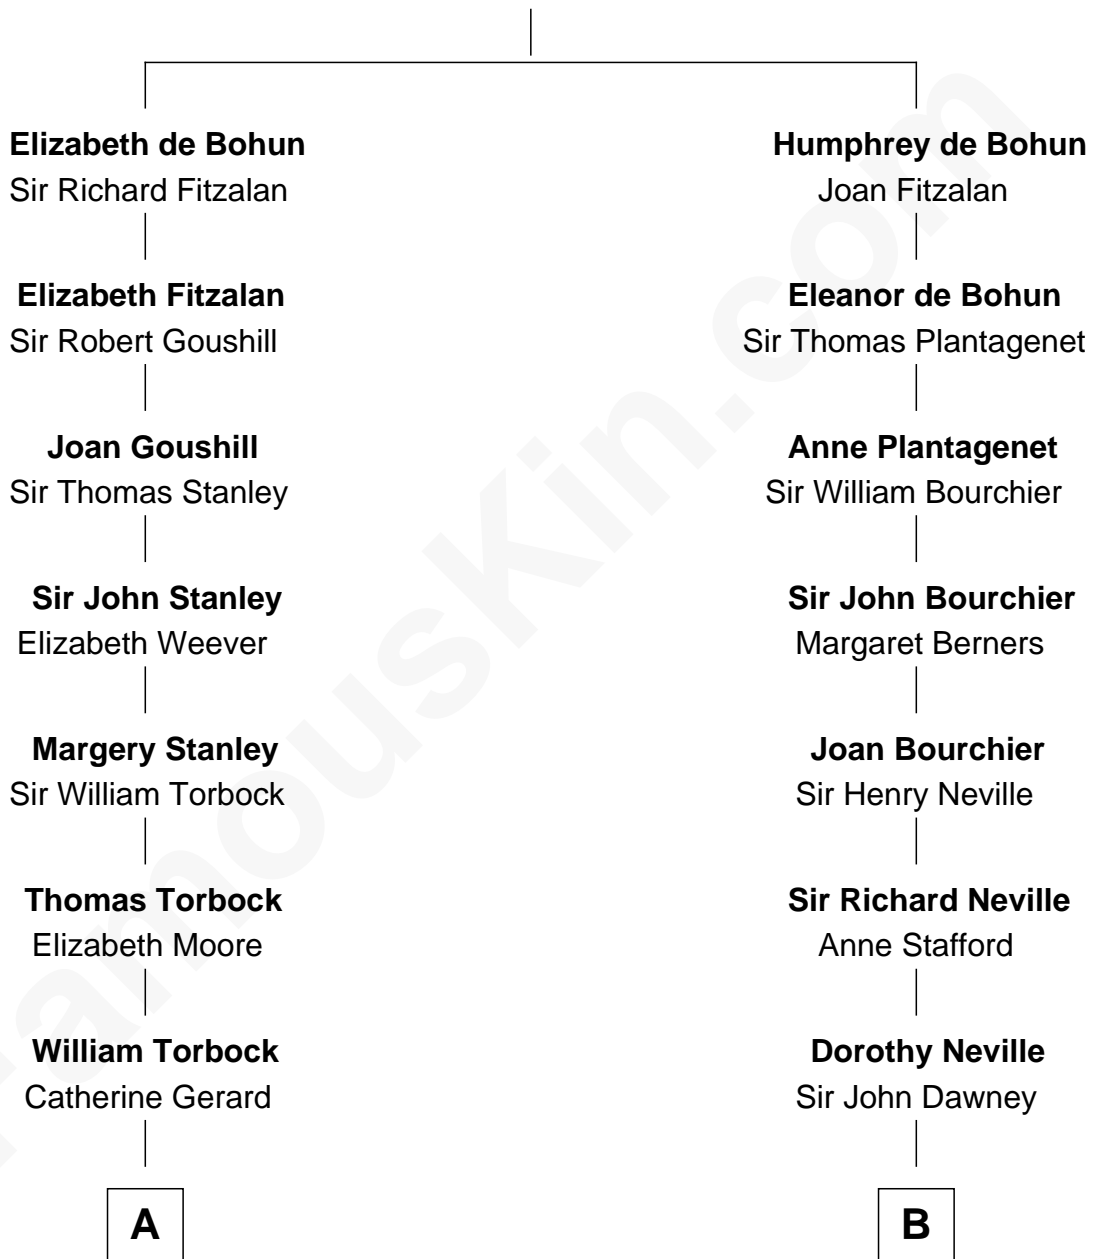 Elizabeth de Bohun
Sir Richard Fitzalan
Humphrey de Bohun
Joan Fitzalan
Elizabeth Fitzalan
Sir Robert Goushill
Eleanor de Bohun
Sir Thomas Plantagenet
Joan Goushill
Sir Thomas Stanley
Anne Plantagenet
Sir William Bourchier
Sir John Stanley
Elizabeth Weever
Sir John Bourchier
Margaret Berners
Margery Stanley
Sir William Torbock
Joan Bourchier
Sir Henry Neville
Thomas Torbock
Elizabeth Moore
Sir Richard Neville
Anne Stafford
William Torbock
Catherine Gerard
Dorothy Neville
Sir John Dawney
A
B
FamousKin.com